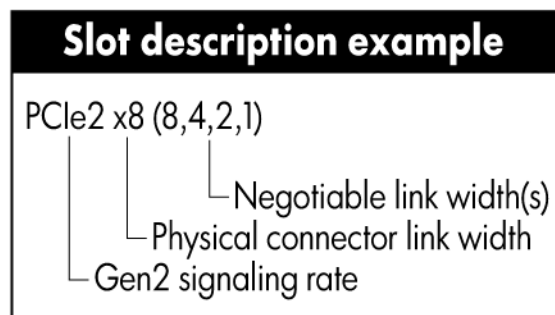 Slot description example
PCIe2 x8 (8,4,2,1)
Negotiable link width(s)
Physical connector link width
Gen2 signaling rate